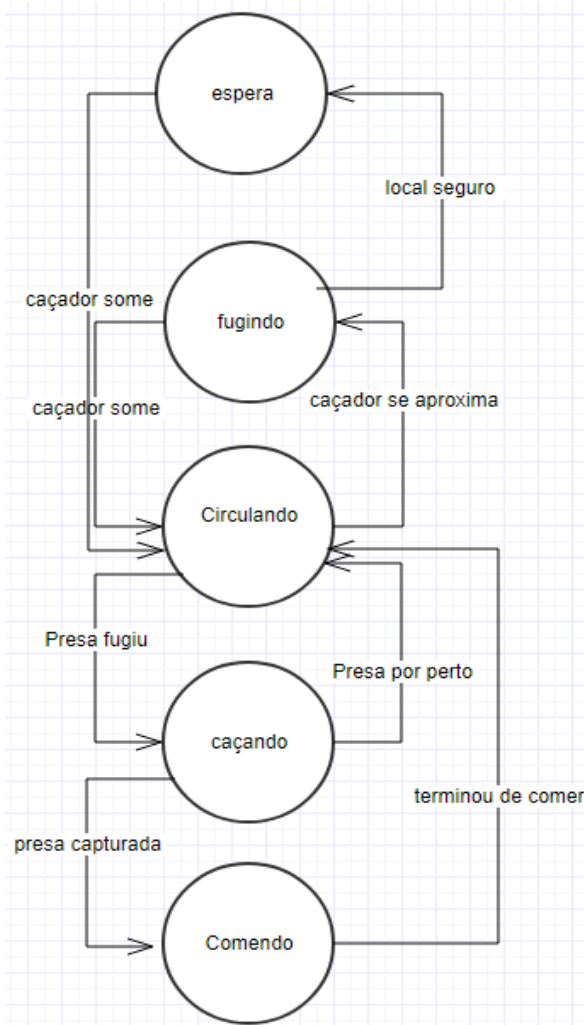 espera
local seguro
caçador some
fugindo
caçador some
caçador se aproxima
Circulando
Presa fugiu
Presa por perto
caçando
terminou de comer
presa capturada
Comendo